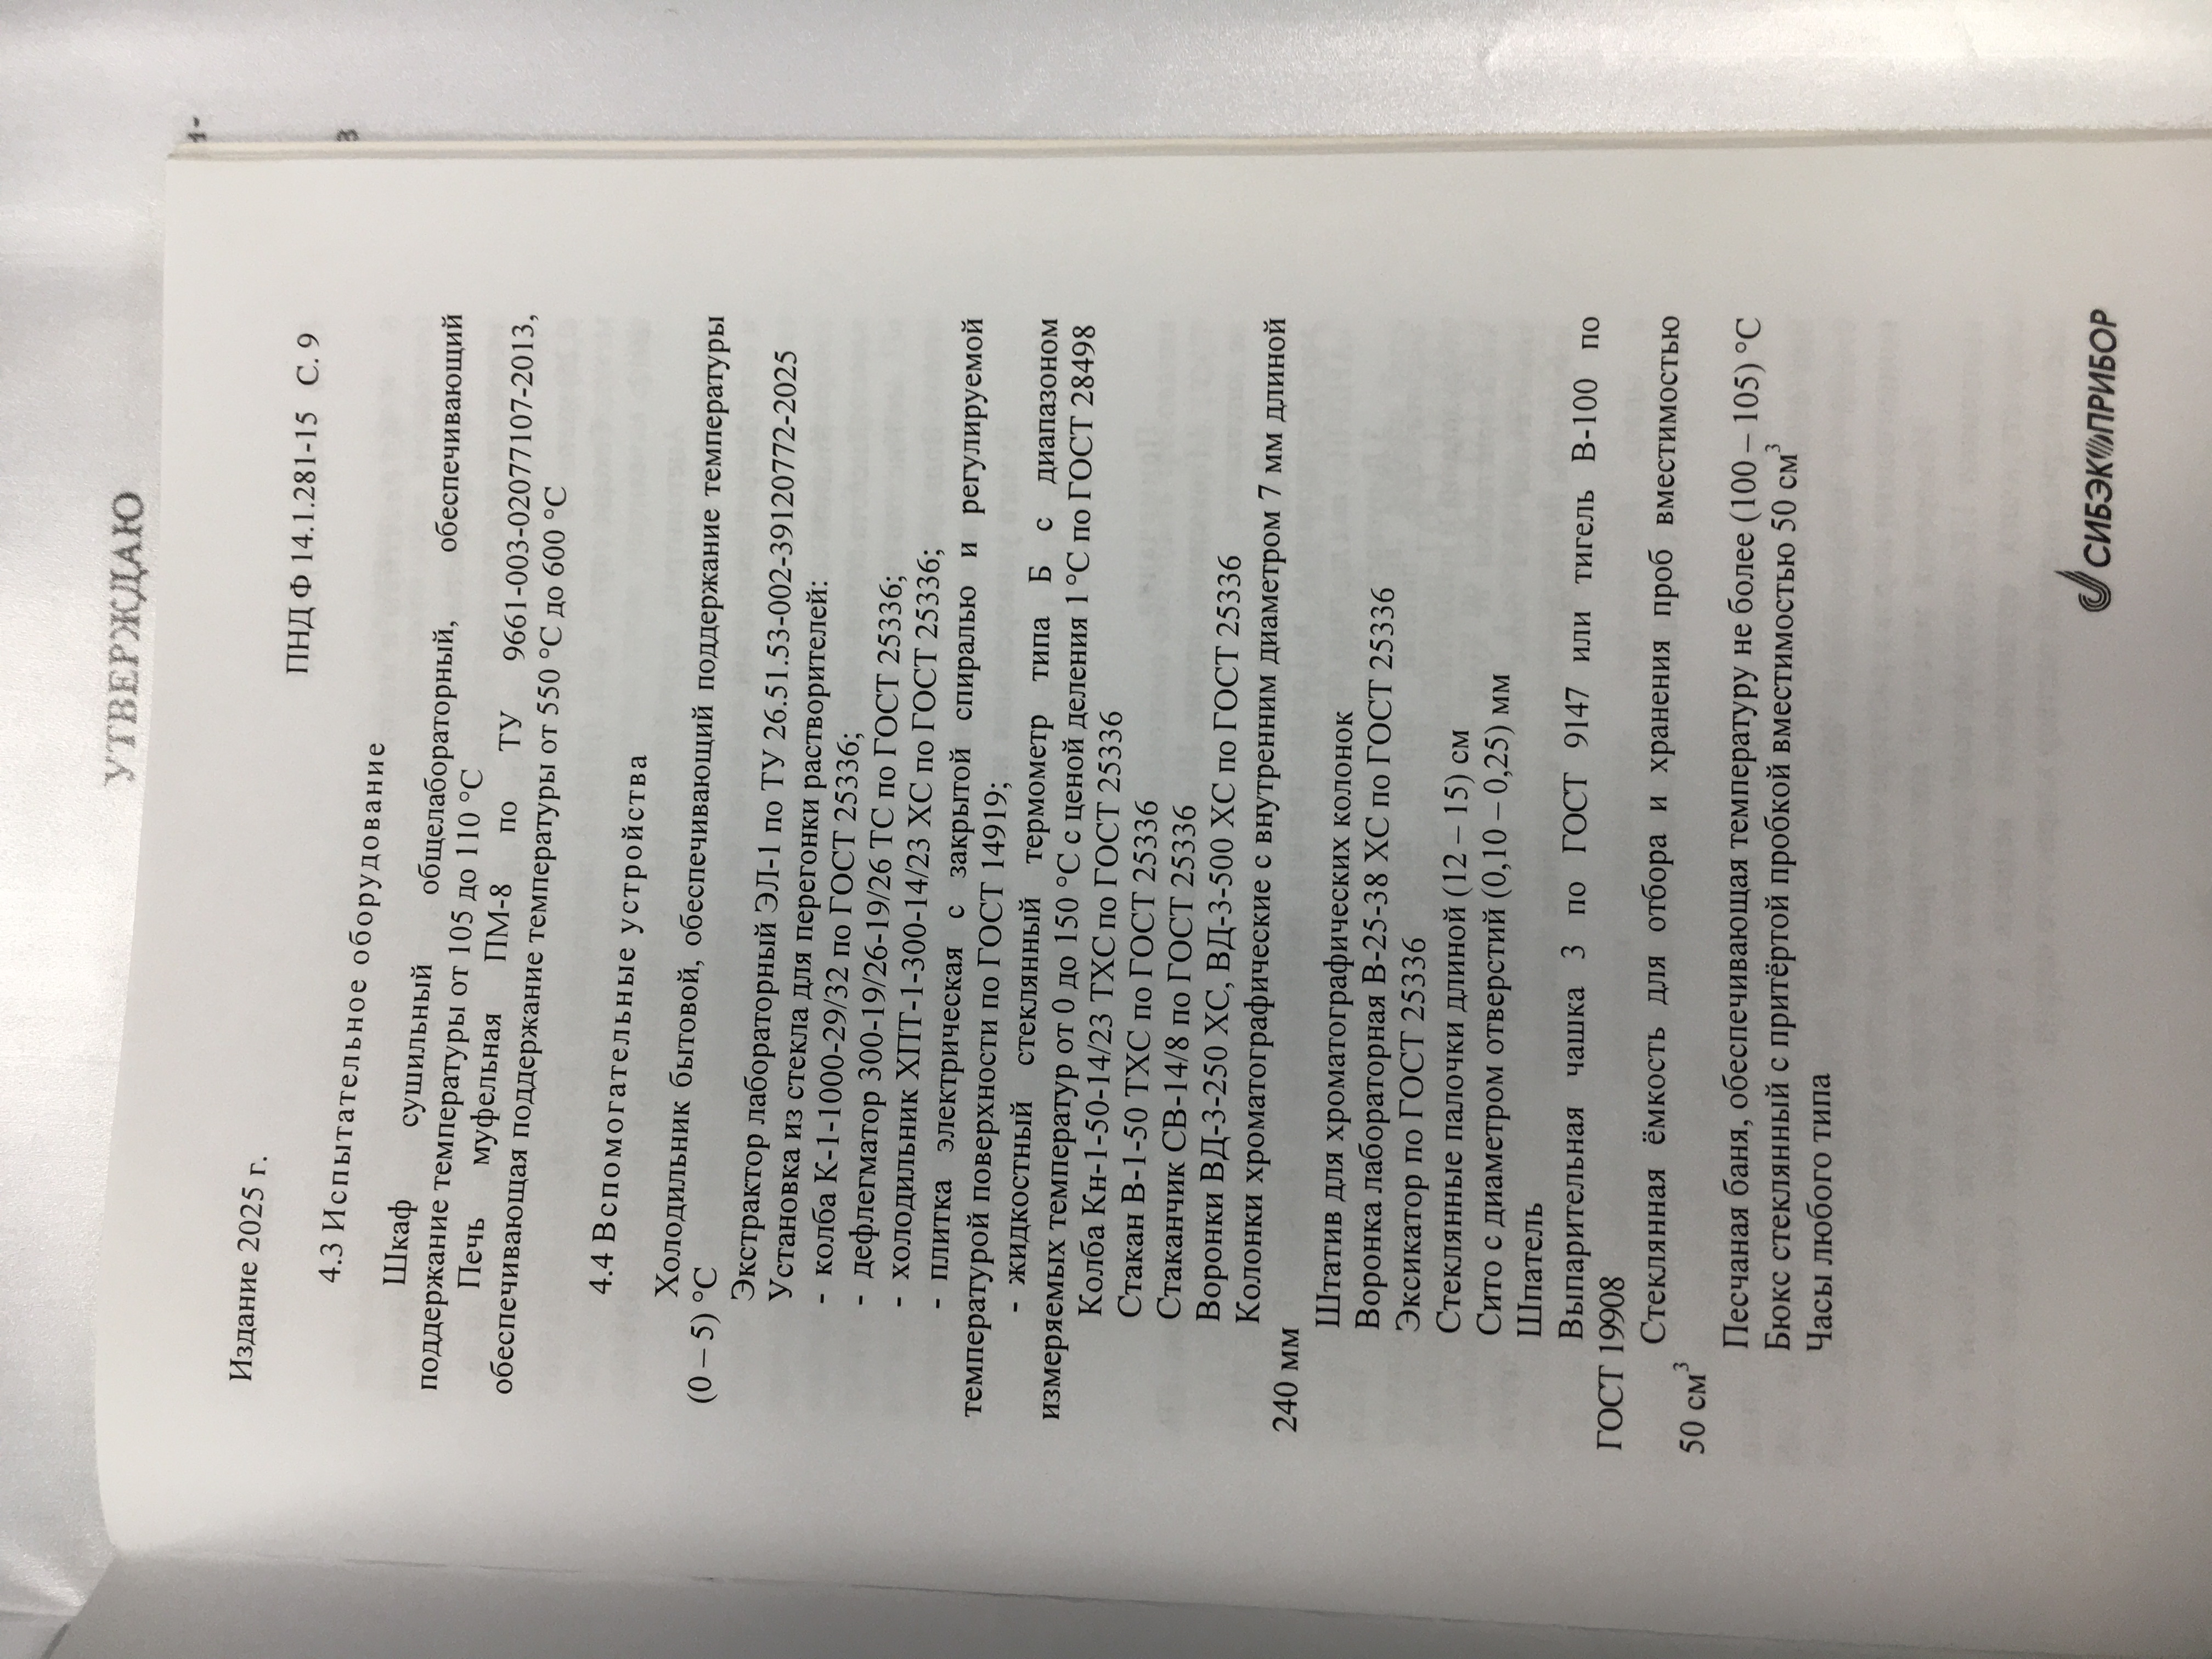 УТВЕРЖДАЮ
Издание 2025 г.
ПНД Ф 14.1.281-15 С. 9
4.3 Испытательное оборудование
Шкаф сушильный общелабораторный, обеспечивающий
поддержание температуры от 105 до 110 °С
Печь муфельная ПМ-8 по ТУ 9661-003-02077107-2013,
обеспечивающая поддержание температуры от 550 °С до 600 °С
4.4 Вспомогательные устройства
Холодильник бытовой, обеспечивающий поддержание температуры
(0 – 5) °С
Экстрактор лабораторный ЭЛ-1 по ТУ 26.51.53-002-39120772-2025
Установка из стекла для перегонки растворителей:
- колба К-1-1000-29/32 по ГОСТ 25336;
- дефлегматор 300-19/26-19/26 ТС по ГОСТ 25336;
- холодильник ХПТ-1-300-14/23 ХС по ГОСТ 25336;
- плитка электрическая с закрытой спиралью и регулируемой
температурой поверхности по ГОСТ 14919;
- жидкостный стеклянный термометр типа Б с диапазоном
измеряемых температур от 0 до 150 °С с ценой деления 1 °С по ГОСТ 28498
Колба Кн-1-50-14/23 ТХС по ГОСТ 25336
Стакан В-1-50 ТХС по ГОСТ 25336
Стаканчик СВ-14/8 по ГОСТ 25336
Воронки ВД-3-250 ХС, ВД-3-500 ХС по ГОСТ 25336
Колонки хроматографические с внутренним диаметром 7 мм длиной
240 мм
Штатив для хроматографических колонок
Воронка лабораторная В-25-38 ХС по ГОСТ 25336
Эксикатор по ГОСТ 25336
Стеклянные палочки длиной (12 – 15) см
Сито с диаметром отверстий (0,10 – 0,25) мм
Шпатель
Выпарительная чашка 3 по ГОСТ 9147 или тигель В-100 по
ГОСТ 19908
Стеклянная ёмкость для отбора и хранения проб вместимостью
50 см³
Песчаная баня, обеспечивающая температуру не более (100 – 105) °С
Бюкс стеклянный с притёртой пробкой вместимостью 50 см³
Часы любого типа
СИБЭКОПРИБОР